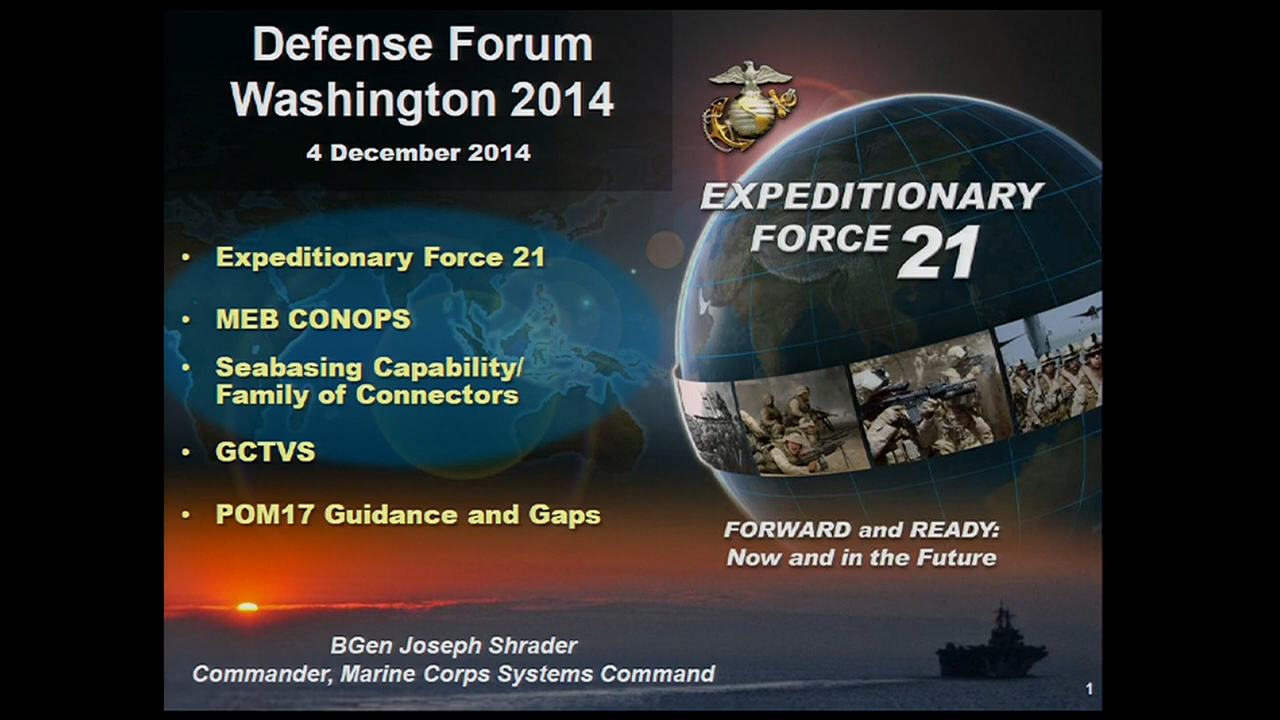 Defense Forum
Washington 2014
4 December 2014
• Expeditionary Force 21
• MEB CONOPS
• Seabasing Capability/
Family of Connectors
• GCTVS
• POM17 Guidance and Gaps
EXPEDITIONARY
FORCE 21
FORWARD and READY:
Now and in the Future
BGen Joseph Shrader
Commander, Marine Corps Systems Command
1